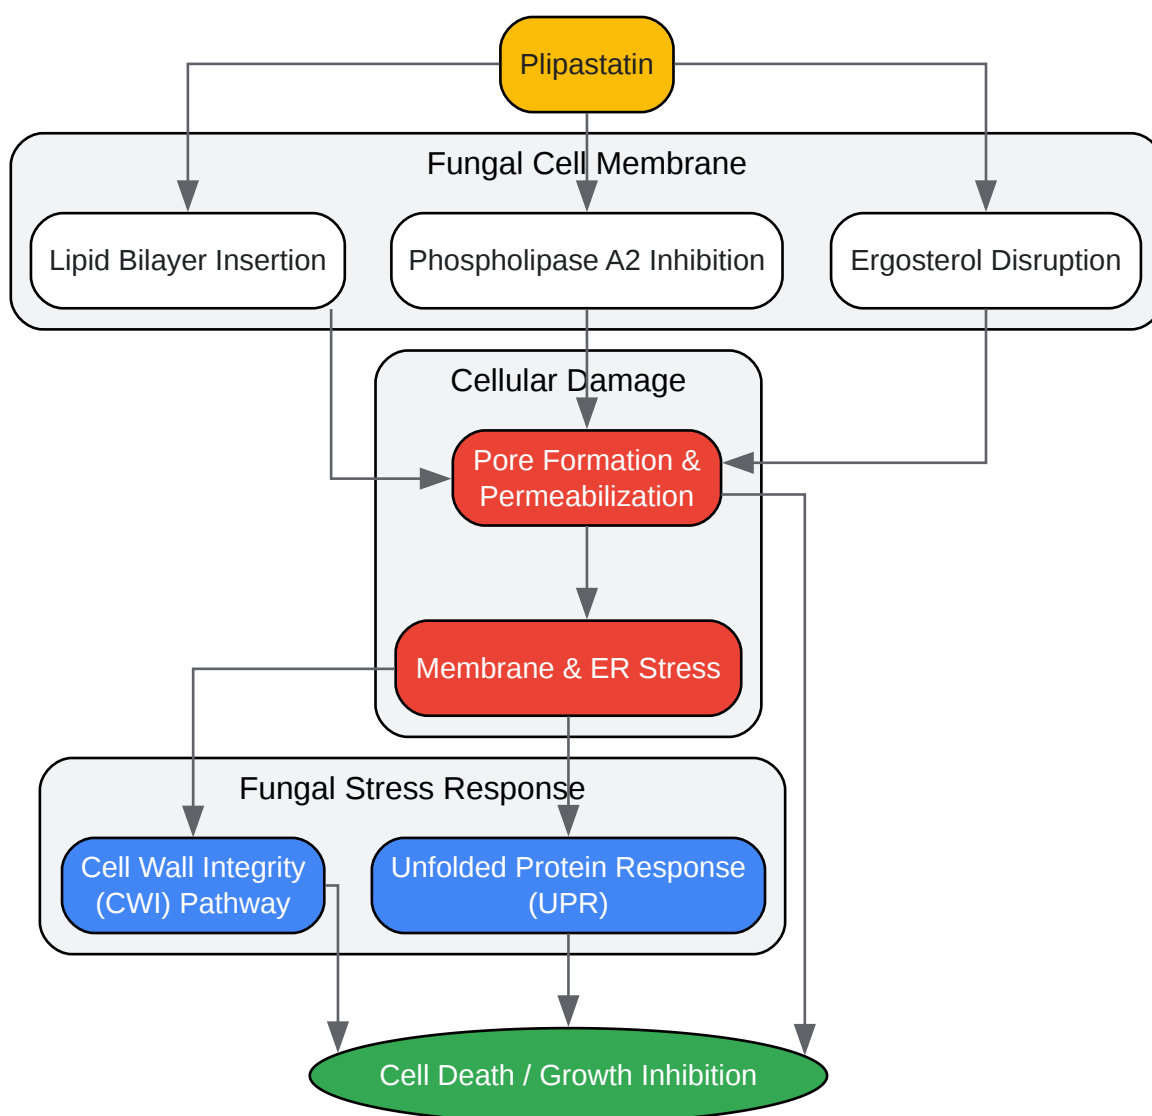 Plipastatin
Fungal Cell Membrane
Lipid Bilayer Insertion
Phospholipase A2 Inhibition
Ergosterol Disruption
Cellular Damage
Pore Formation &
Permeabilization
Membrane & ER Stress
Fungal Stress Response
Cell Wall Integrity
(CWI) Pathway
Unfolded Protein Response
(UPR)
Cell Death / Growth Inhibition